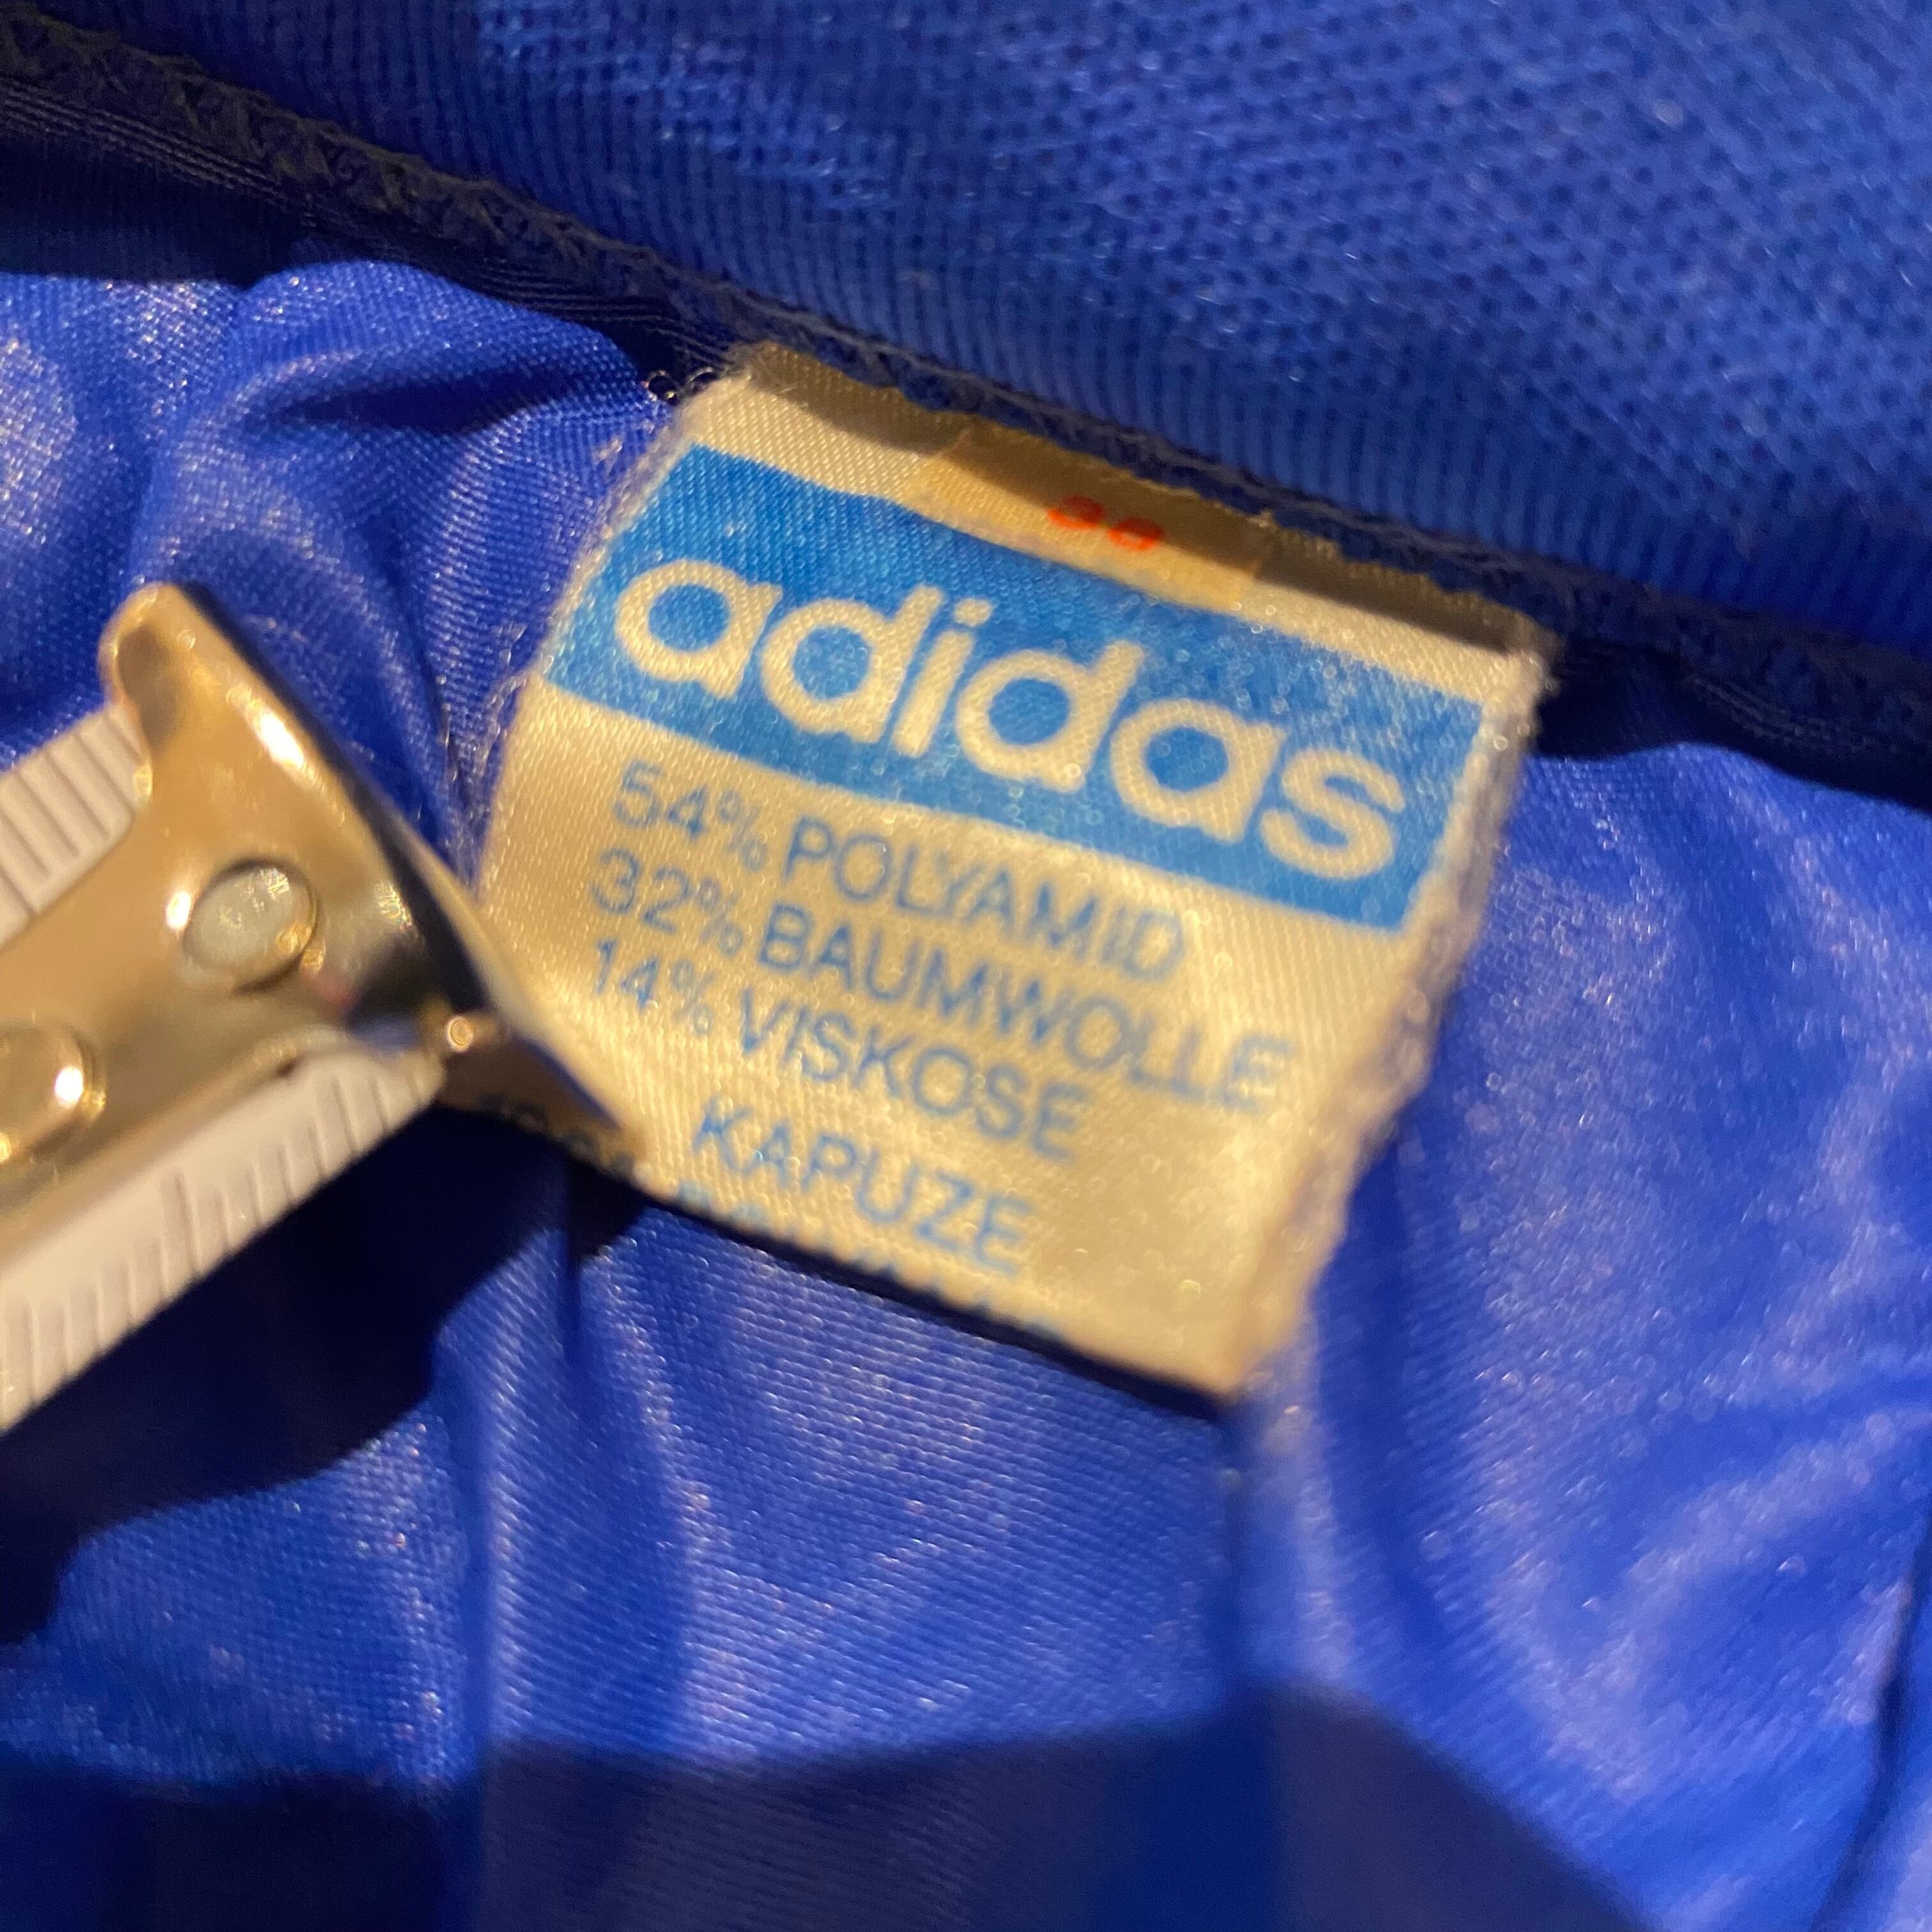 adidas
54% POLYAMID
32% BAUMWOLLE
14% VISKOSE
KAPUZE